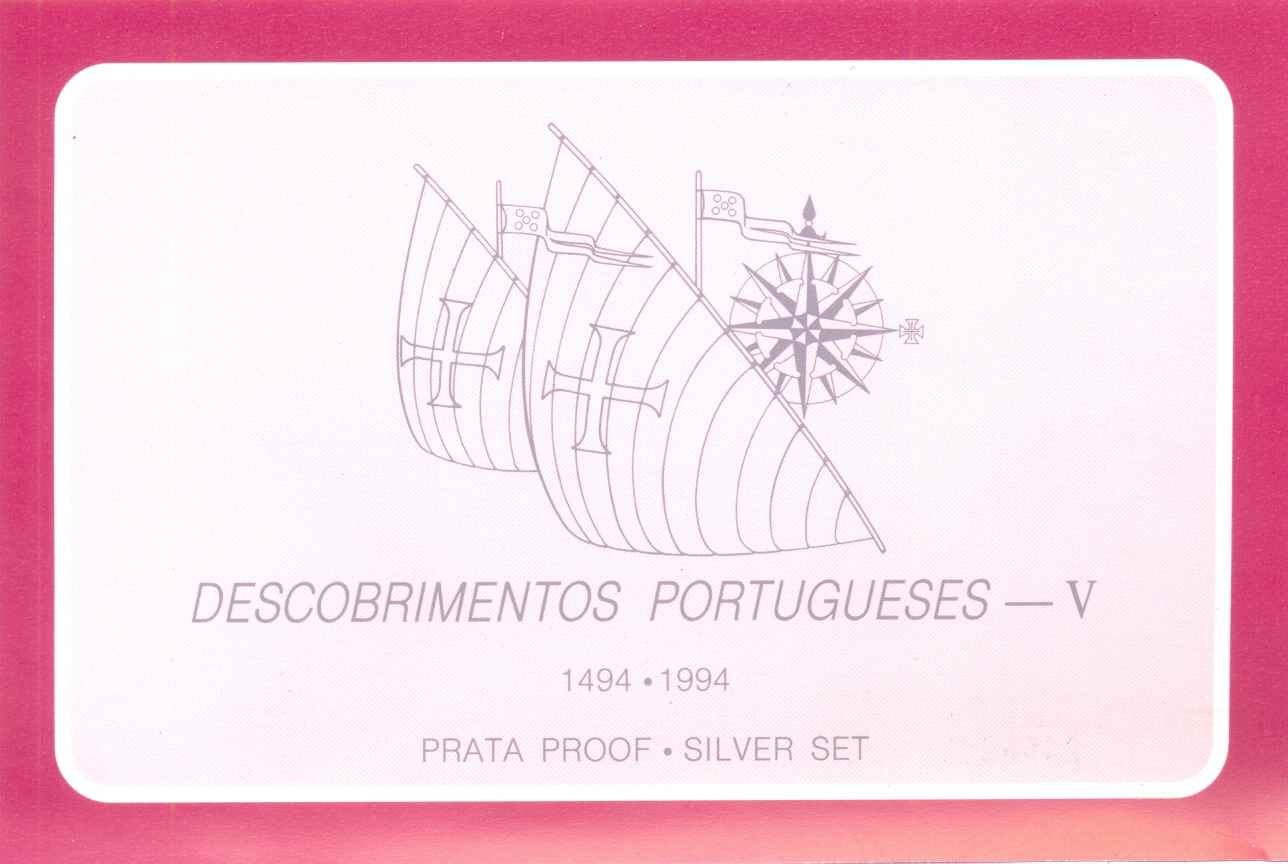 DESCOBRIMENTOS PORTUGUESES — V
1494 • 1994
PRATA PROOF • SILVER SET